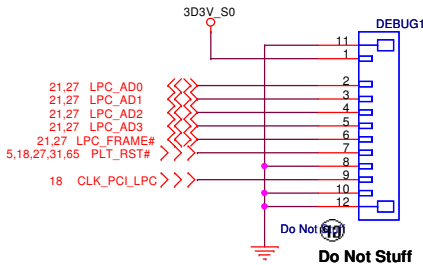 3D3V_S0
DEBUG1
11
1
21,27 LPC_AD0 2
21,27 LPC_AD1 3
21,27 LPC_AD2 4
21,27 LPC_AD3 5
21,27 LPC_FRAME# 6
5,18,27,31,65 PLT_RST# 7
8
18 CLK_PCI_LPC 9
10
12
Do Not
Do Not Stuff